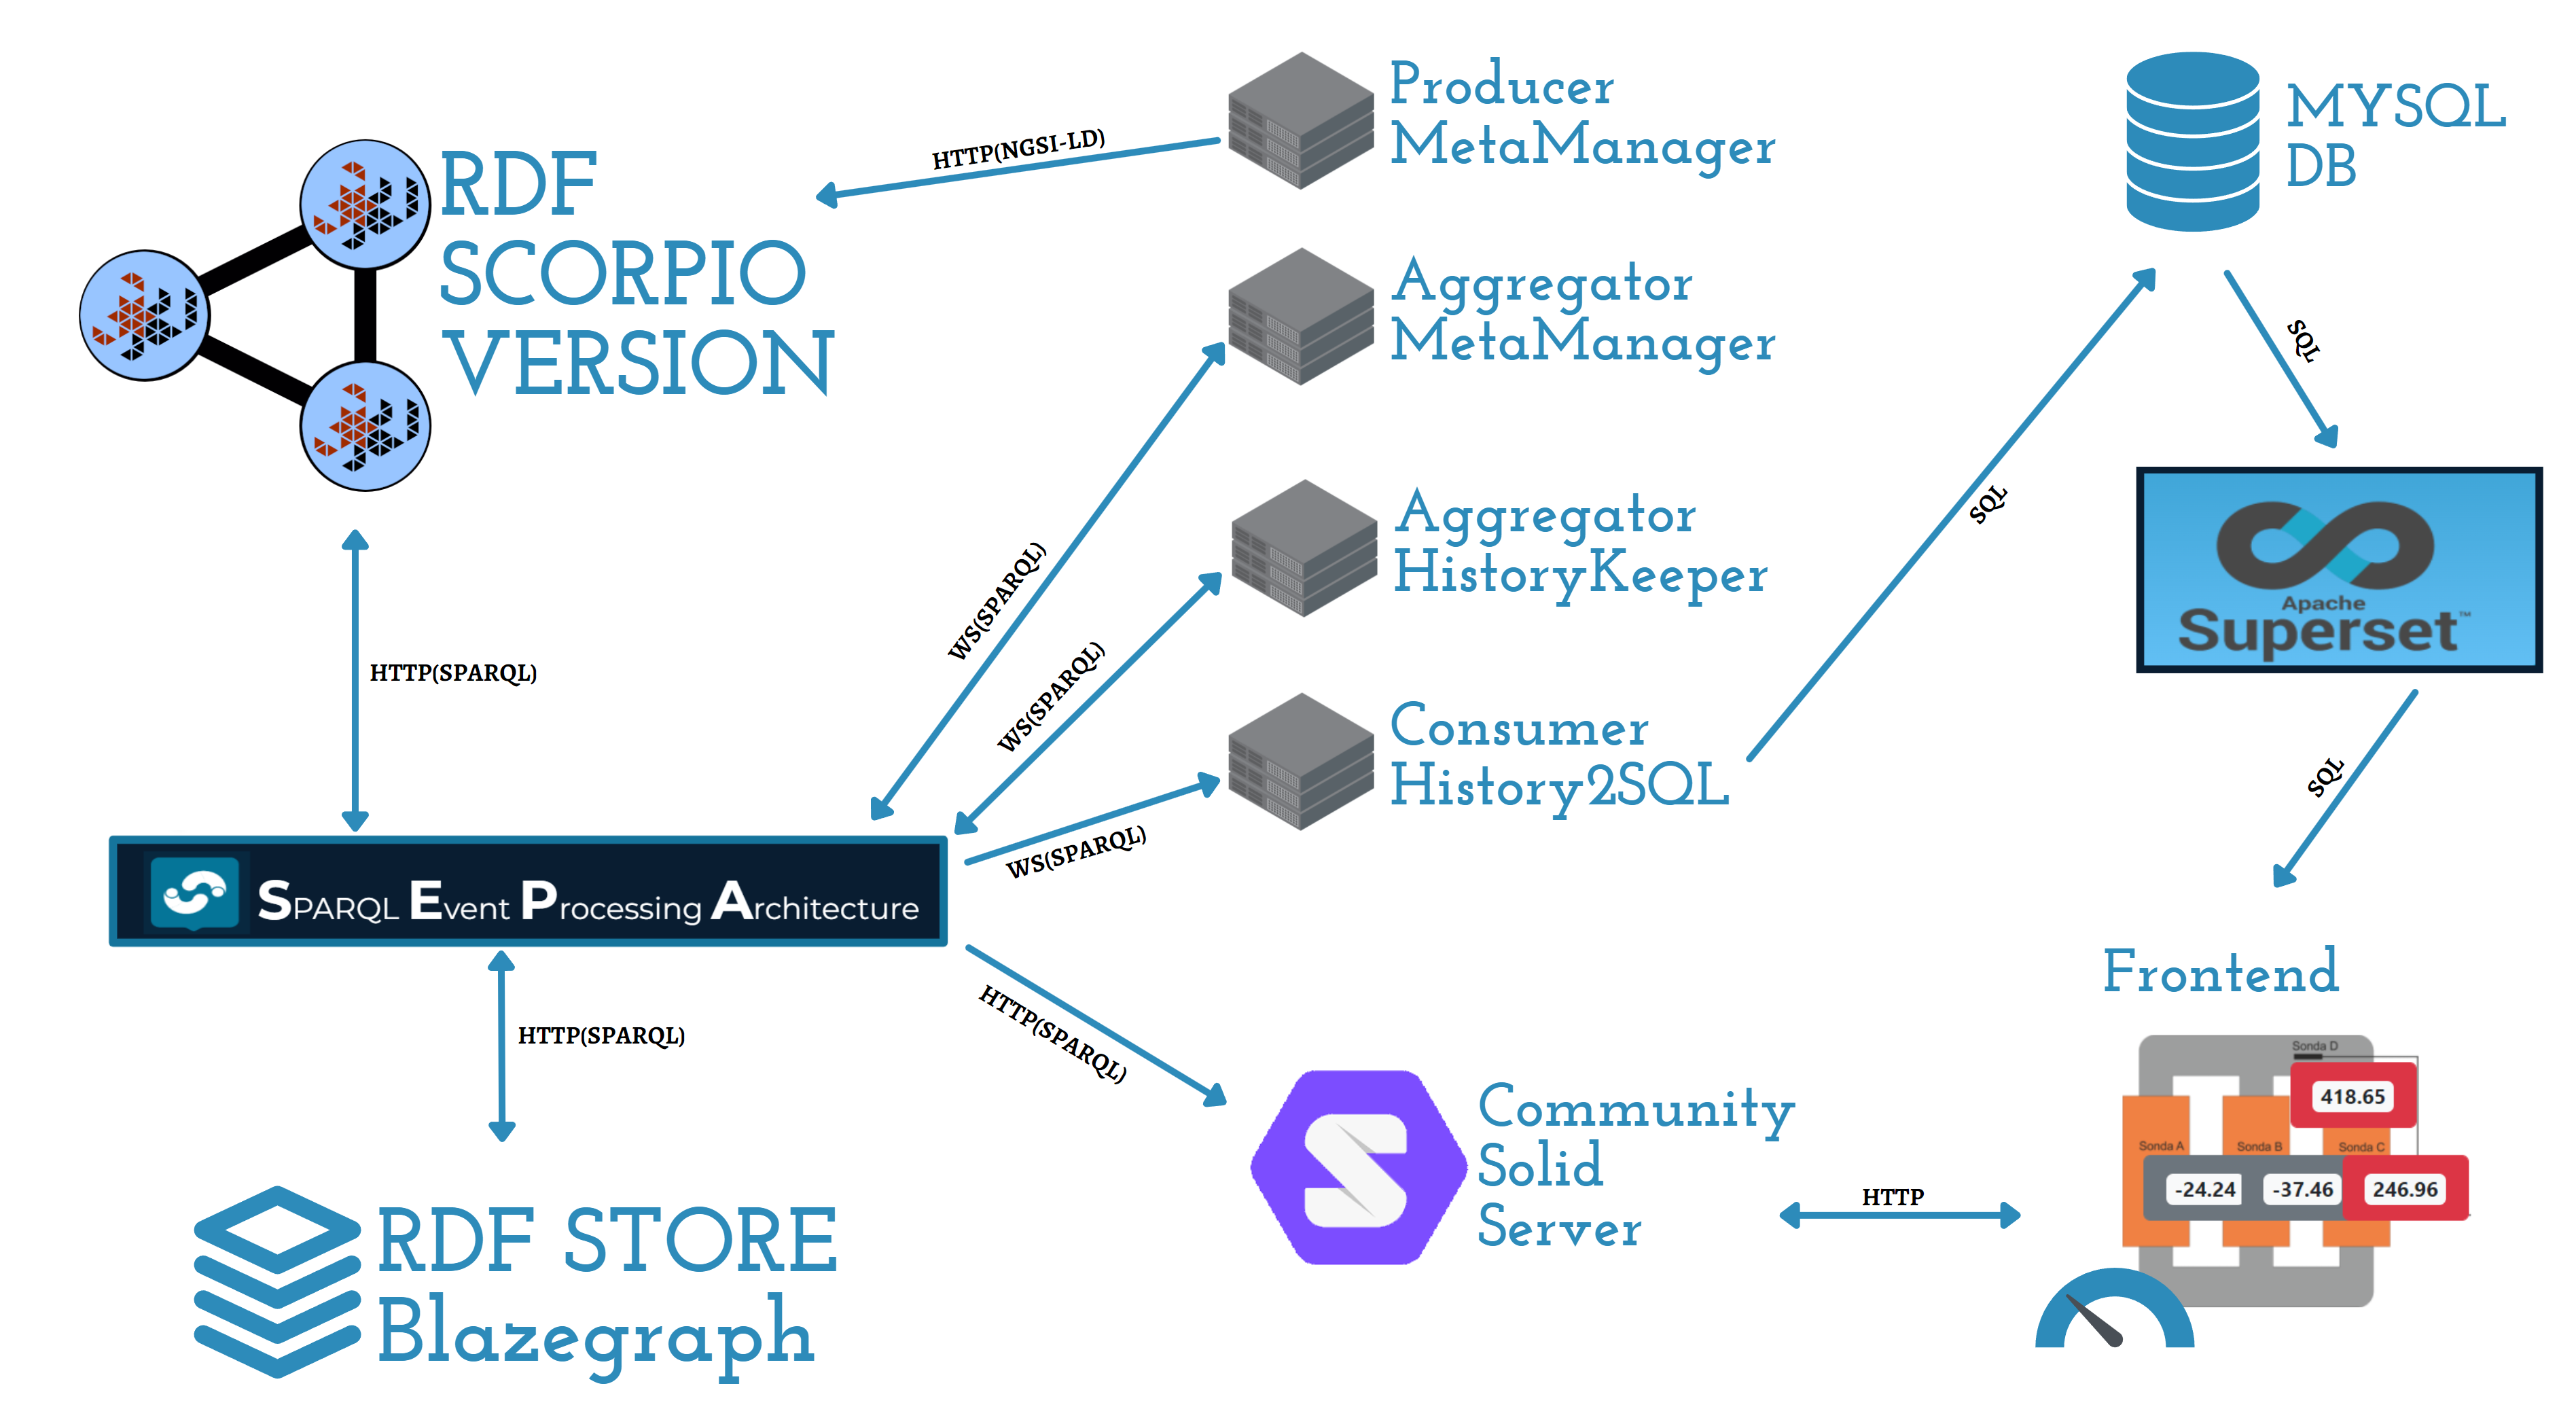 RDF
SCORPIO
VERSION
HTTP(NGSI-LD)
Producer
MetaManager
Aggregator
MetaManager
Aggregator
HistoryKeeper
Consumer
History2SQL
MYSQL
DB
SQL
SQL
Apache
Superset™
SQL
HTTP(SPARQL)
WS(SPARQL)
WS(SPARQL)
WS(SPARQL)
SPARQL Event Processing Architecture
HTTP(SPARQL)
HTTP(SPARQL)
RDF STORE
Blazegraph
Community
Solid
Server
HTTP
Frontend
Sonda D
418.65
Sonda A
Sonda B
Sonda C
-24.24
-37.46
246.96